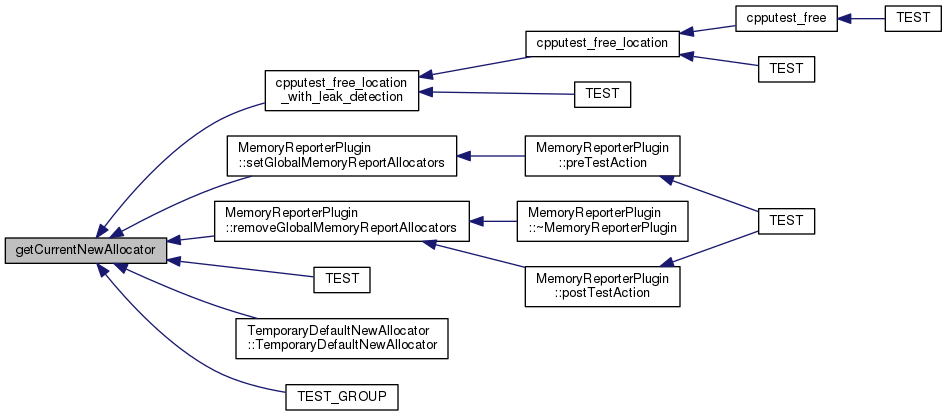 cpputest_free
TEST
cpputest_free_location
TEST
cpputest_free_location
_with_leak_detection
TEST
MemoryReporterPlugin
::setGlobalMemoryReportAllocators
MemoryReporterPlugin
::preTestAction
MemoryReporterPlugin
::removeGlobalMemoryReportAllocators
MemoryReporterPlugin
::~MemoryReporterPlugin
TEST
getCurrentNewAllocator
TEST
MemoryReporterPlugin
::postTestAction
TemporaryDefaultNewAllocator
::TemporaryDefaultNewAllocator
TEST_GROUP